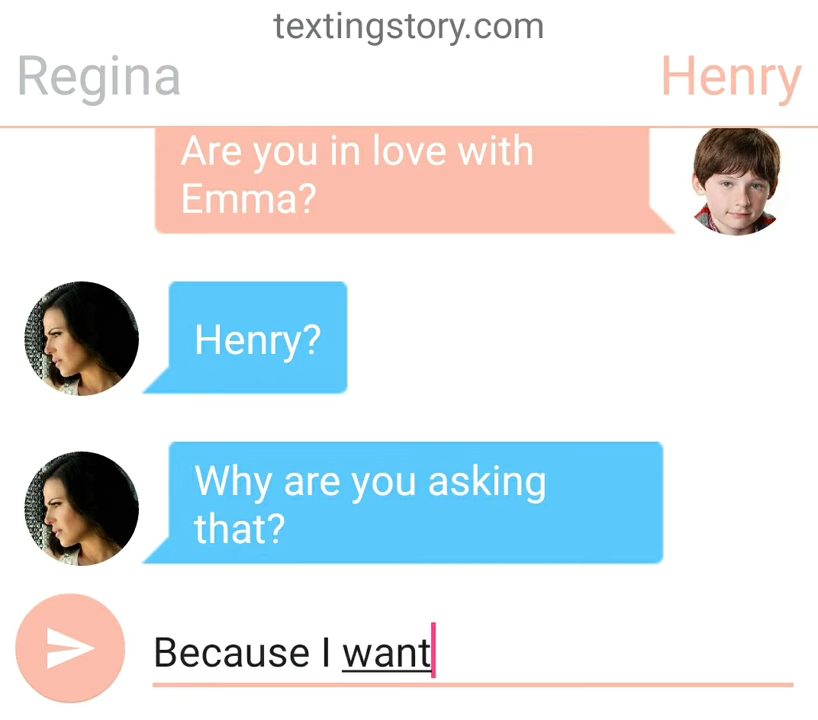 textingstory.com
Regina
Henry
Are you in love with
Emma?
Henry?
Why are you asking
that?
Because I want